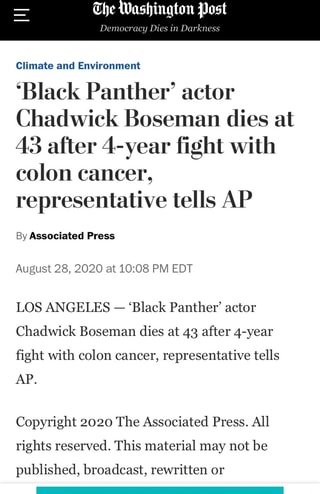 The Washington Post
Democracy Dies in Darkness
Climate and Environment
‘Black Panther’ actor
Chadwick Boseman dies at
43 after 4-year fight with
colon cancer,
representative tells AP
By Associated Press
August 28, 2020 at 10:08 PM EDT
LOS ANGELES — ‘Black Panther’ actor
Chadwick Boseman dies at 43 after 4-year
fight with colon cancer, representative tells
AP.
Copyright 2020 The Associated Press. All
rights reserved. This material may not be
published, broadcast, rewritten or